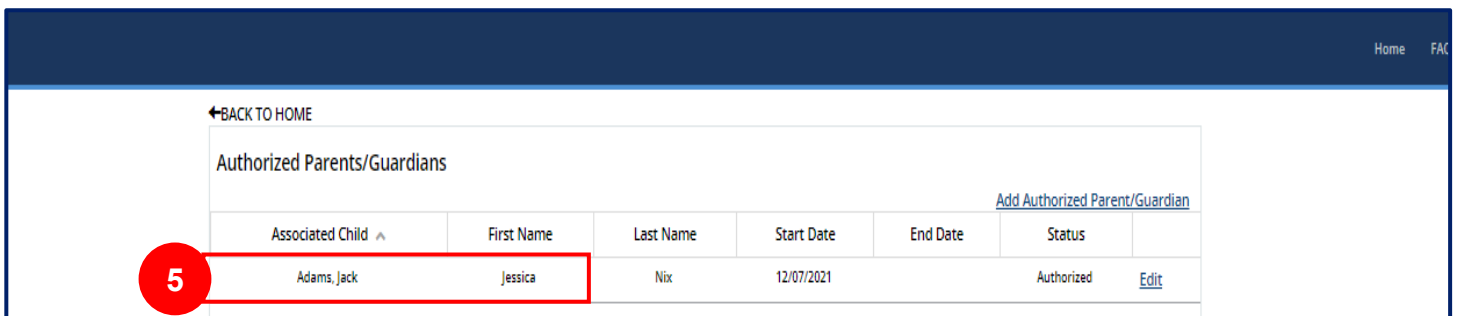 Home FAQ
BACK TO HOME
Authorized Parents/Guardians
Add Authorized Parent/Guardian
Associated Child First Name Last Name Start Date End Date Status
5 Adams, Jack Jessica Nix 12/07/2021 Authorized Edit